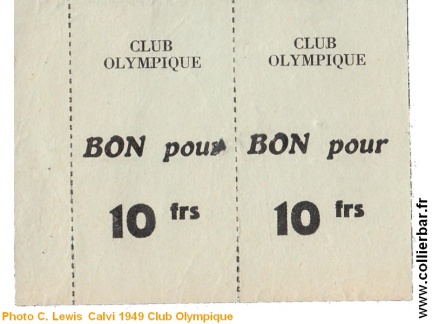 CLUB
OLYMPIQUE
BON pour
10 frs
CLUB
OLYMPIQUE
BON pour
10 frs
www.collierbar.fr
Photo C. Lewis Calvi 1949 Club Olympique